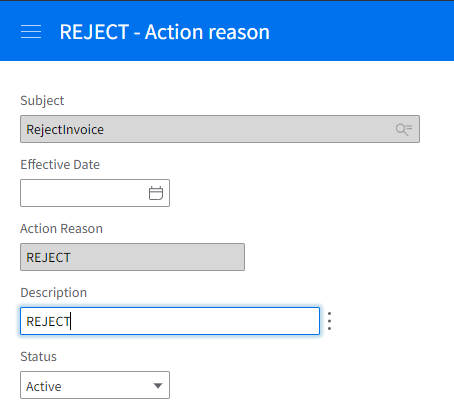 REJECT - Action reason
Subject
RejectInvoice
Effective Date
Action Reason
REJECT
Description
REJECT
Status
Active